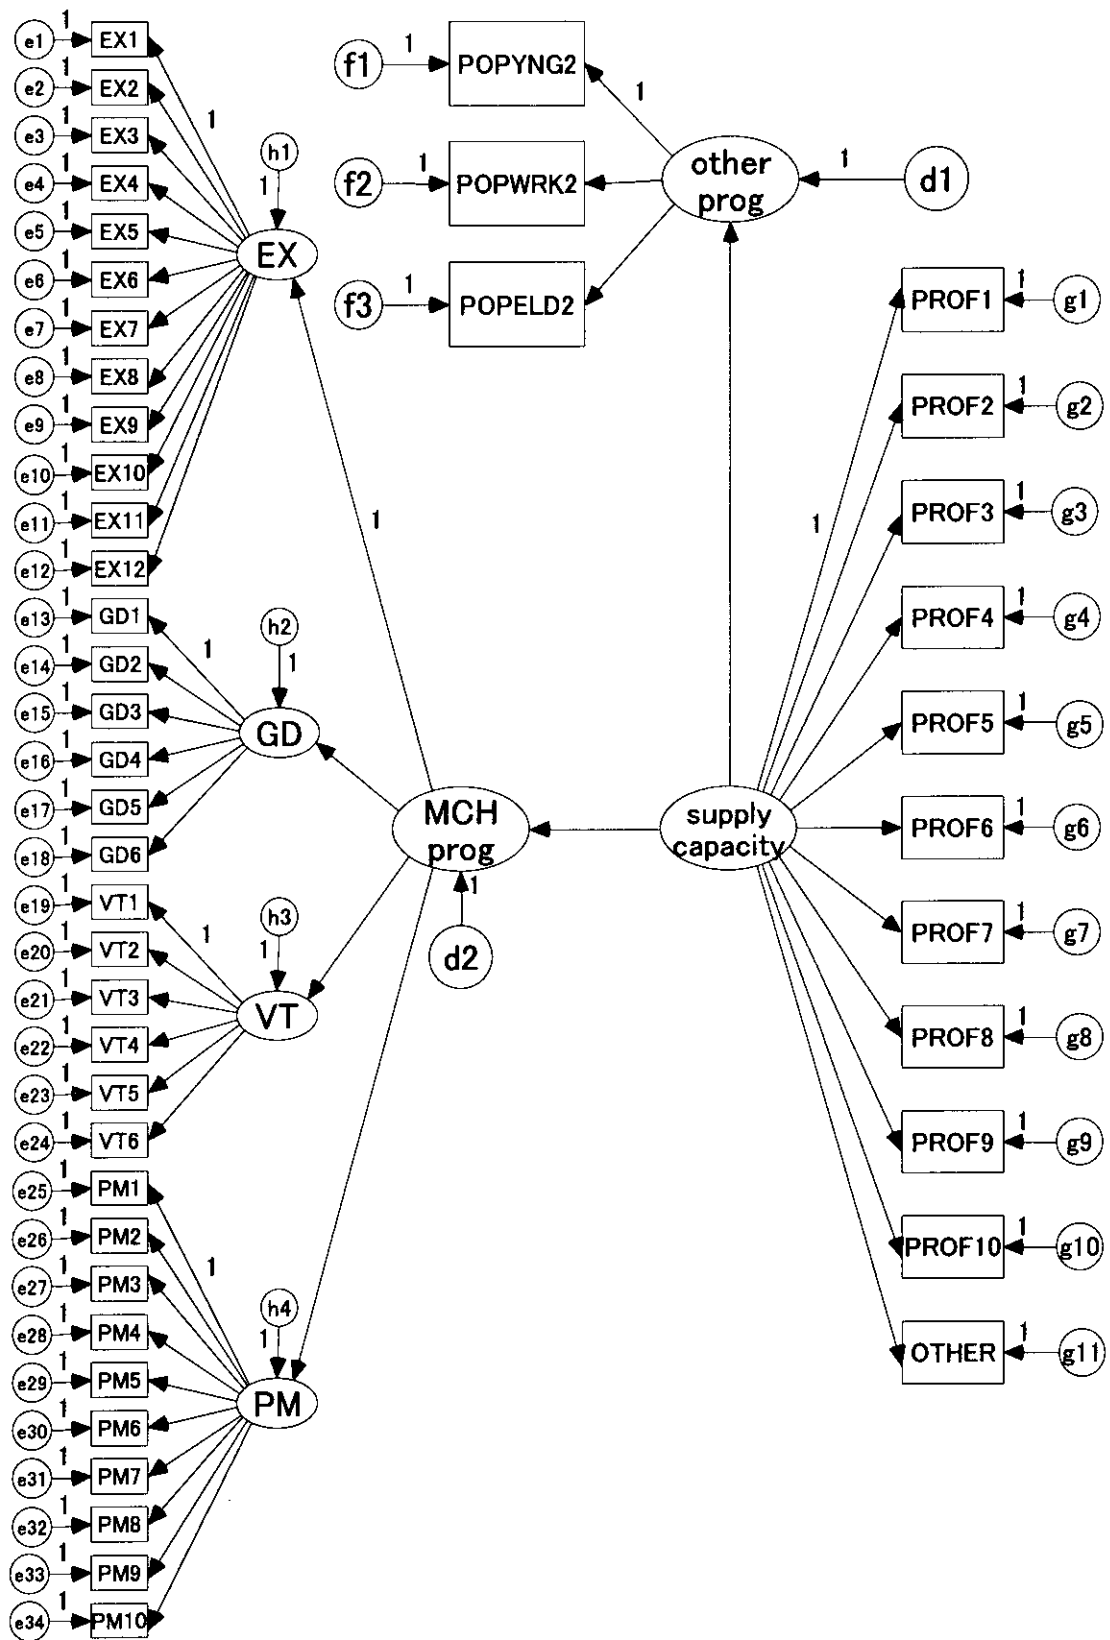 e1 1 EX1
e2 1 EX2
e3 1 EX3
e4 1 EX4
e5 1 EX5
e6 1 EX6
e7 1 EX7
e8 1 EX8
e9 1 EX9
e10 1 EX10
e11 1 EX11
e12 1 EX12
1
h1
1
EX
e13 1 GD1
e14 1 GD2
e15 1 GD3
e16 1 GD4
e17 1 GD5
e18 1 GD6
1
h2
1
GD
e19 1 VT1
e20 1 VT2
e21 1 VT3
e22 1 VT4
e23 1 VT5
e24 1 VT6
1
h3
1
VT
e25 1 PM1
e26 1 PM2
e27 1 PM3
e28 1 PM4
e29 1 PM5
e30 1 PM6
e31 1 PM7
e32 1 PM8
e33 1 PM9
e34 1 PM10
1
h4
1
PM
1
MCH
prog
1
d2
f1 1 POPYNG2
f2 1 POPWRK2
f3 1 POPELD2
1
other
prog
1 d1
supply
capacity
1
PROF1 1 g1
PROF2 1 g2
PROF3 1 g3
PROF4 1 g4
PROF5 1 g5
PROF6 1 g6
PROF7 1 g7
PROF8 1 g8
PROF9 1 g9
PROF10 1 g10
OTHER 1 g11